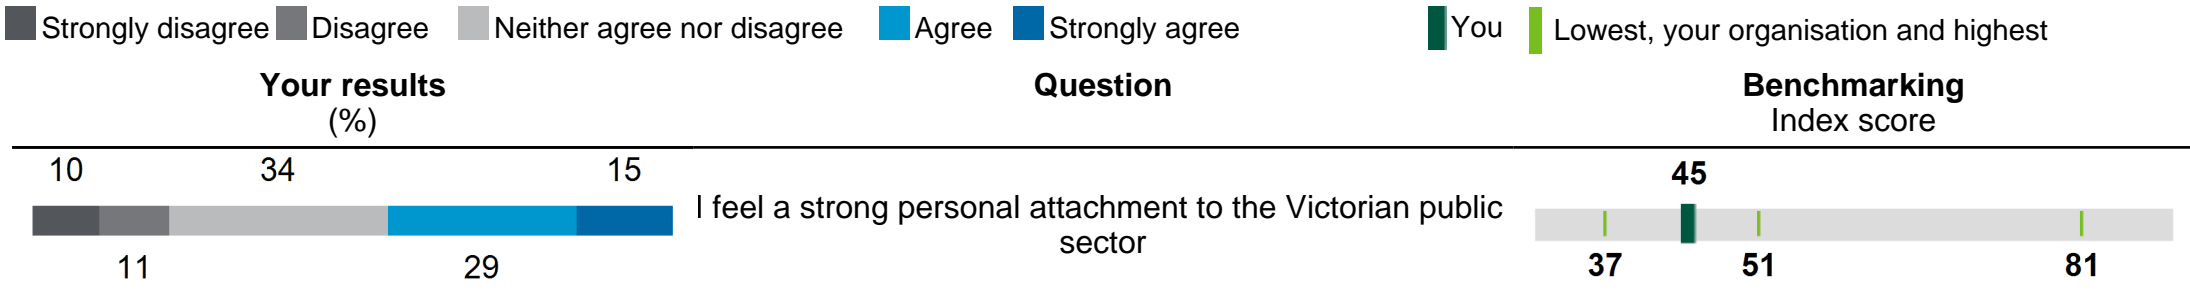 Strongly disagree Disagree Neither agree nor disagree Agree Strongly agree You Lowest, your organisation and highest
Your results Question Benchmarking
(%) Index score
10 34 15 45
I feel a strong personal attachment to the Victorian public
sector
11 29 37 51 81